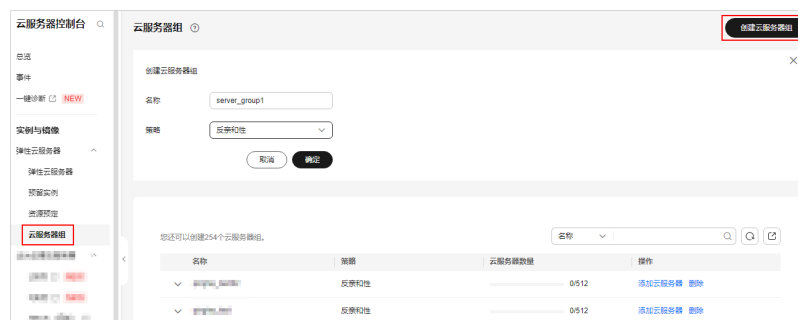 云服务器控制台
云服务器组
创建云服务器组
总览
事件
一键诊断 NEW
实例与镜像
弹性云服务器
弹性云服务器
预留实例
资源预定
云服务器组
创建云服务器组
名称 server_group1
策略 反亲和性
取消 确定
您还可以创建254个云服务器组。
名称
名称 策略 云服务器数量 操作
反亲和性 0/512 添加云服务器 删除
反亲和性 0/512 添加云服务器 删除